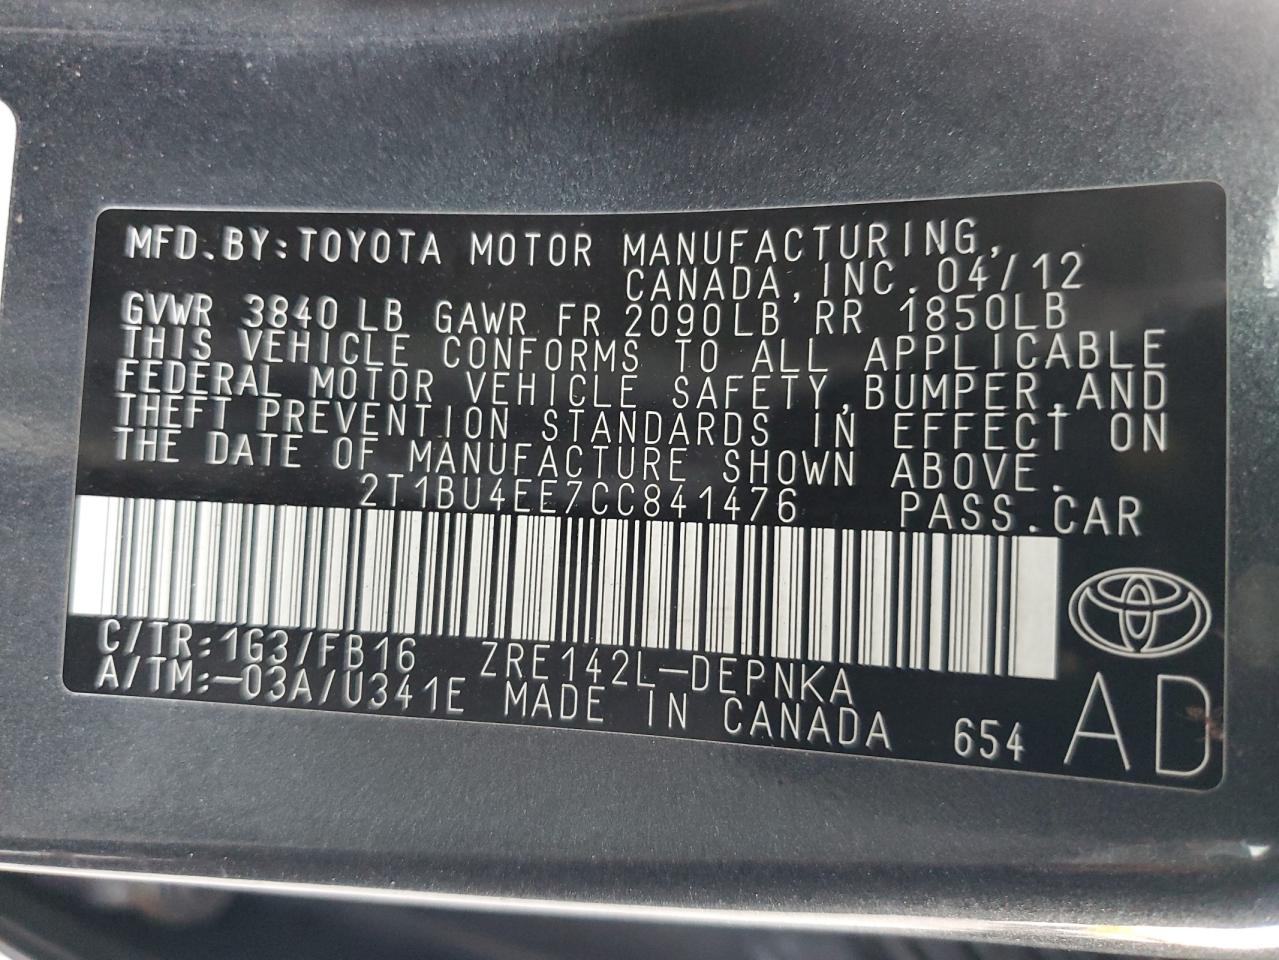 MFD.BY:TOYOTA MOTOR MANUFACTURING,
CANADA,INC. 04/12
GVWR 3840 LB GAWR FR 2090LB RR 1850LB
THIS VEHICLE CONFORMS TO ALL APPLICABLE
FEDERAL MOTOR VEHICLE SAFETY,BUMPER,AND
THEFT PREVENTION STANDARDS IN EFFECT ON
THE DATE OF MANUFACTURE SHOWN ABOVE.
2T1BU4EE7CC841476 PASS.CAR
C/TR:1G3/FB16 ZRE142L-DEPNKA
A/TM:-03A/U341E MADE IN CANADA 654 AD